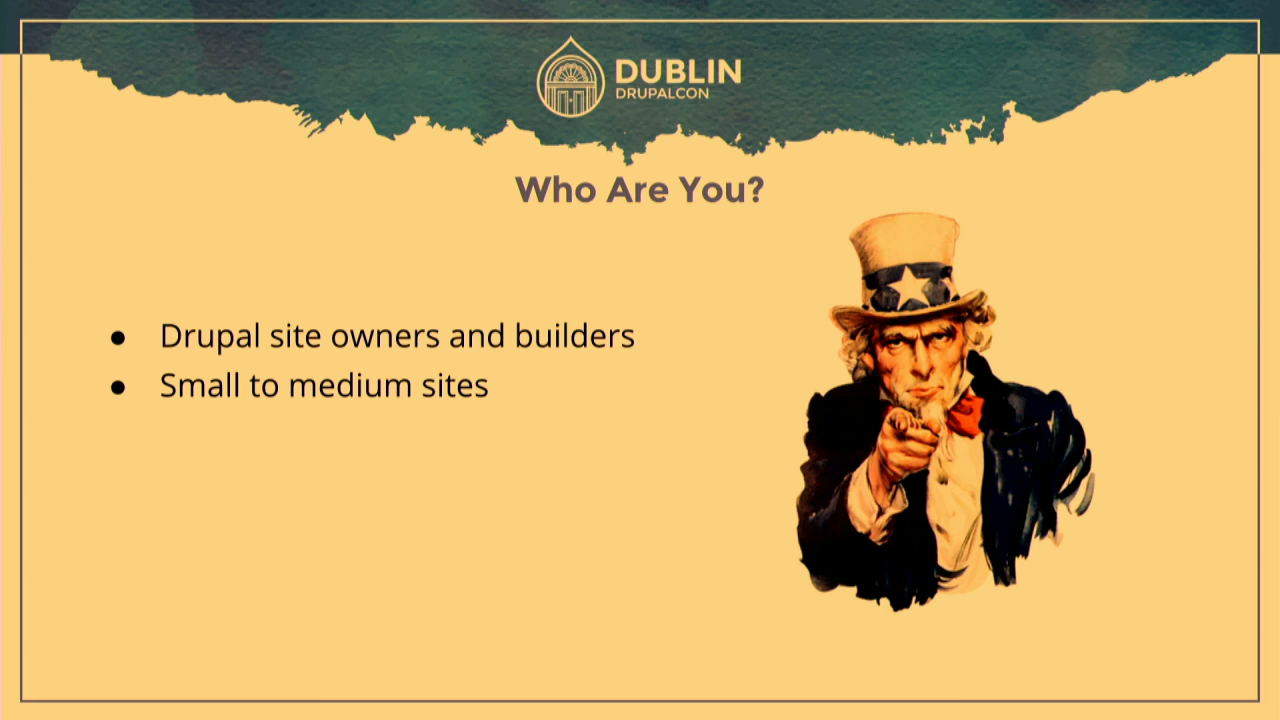 DUBLIN
DRUPALCON
Who Are You?
● Drupal site owners and builders
● Small to medium sites